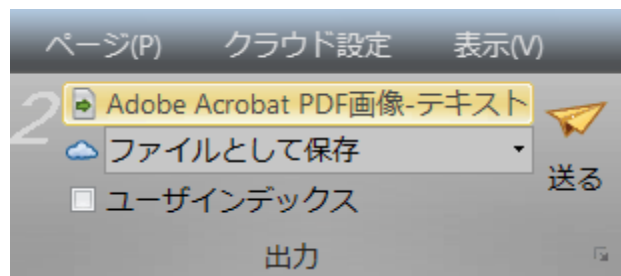 ページ(P) クラウド設定 表示(V)
2
Adobe Acrobat PDF画像-テキスト
ファイルとして保存
送る
ユーザインデックス
出力